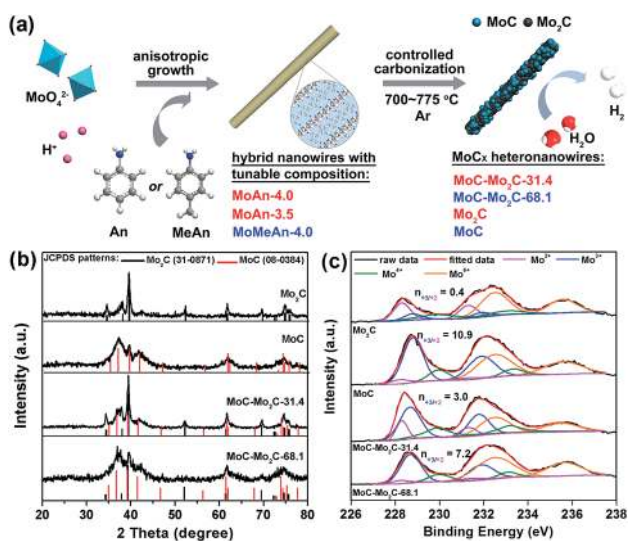 (a)
MoC Mo₂C
anisotropic
growth
controlled
carbonization
700~775 °C
Ar
MoO₄²⁻
H⁺
H₂
H₂O
An
or
MeAn
hybrid nanowires with
tunable composition:
MoAn-4.0
MoAn-3.5
MoMeAn-4.0
MoCx heteronanowires:
MoC-Mo₂C-31.4
MoC-Mo₂C-68.1
Mo₂C
MoC
(b)
JCPDS patterns: Mo₂C (31-0871) MoC (08-0384)
Mo₂C
MoC
MoC-Mo₂C-31.4
MoC-Mo₂C-68.1
Intensity (a.u.)
20 30 40 50 60 70 80
2 Theta (degree)
(c)
raw data fitted data Mo²⁺ Mo³⁺
Mo⁴⁺ Mo⁶⁺
n+3/+2 = 0.4
Mo₂C
n+3/+2 = 10.9
MoC
n+3/+2 = 3.0
MoC-Mo₂C-31.4
n+3/+2 = 7.2
MoC-Mo₂C-68.1
Intensity (a.u.)
226 228 230 232 234 236 238
Binding Energy (eV)